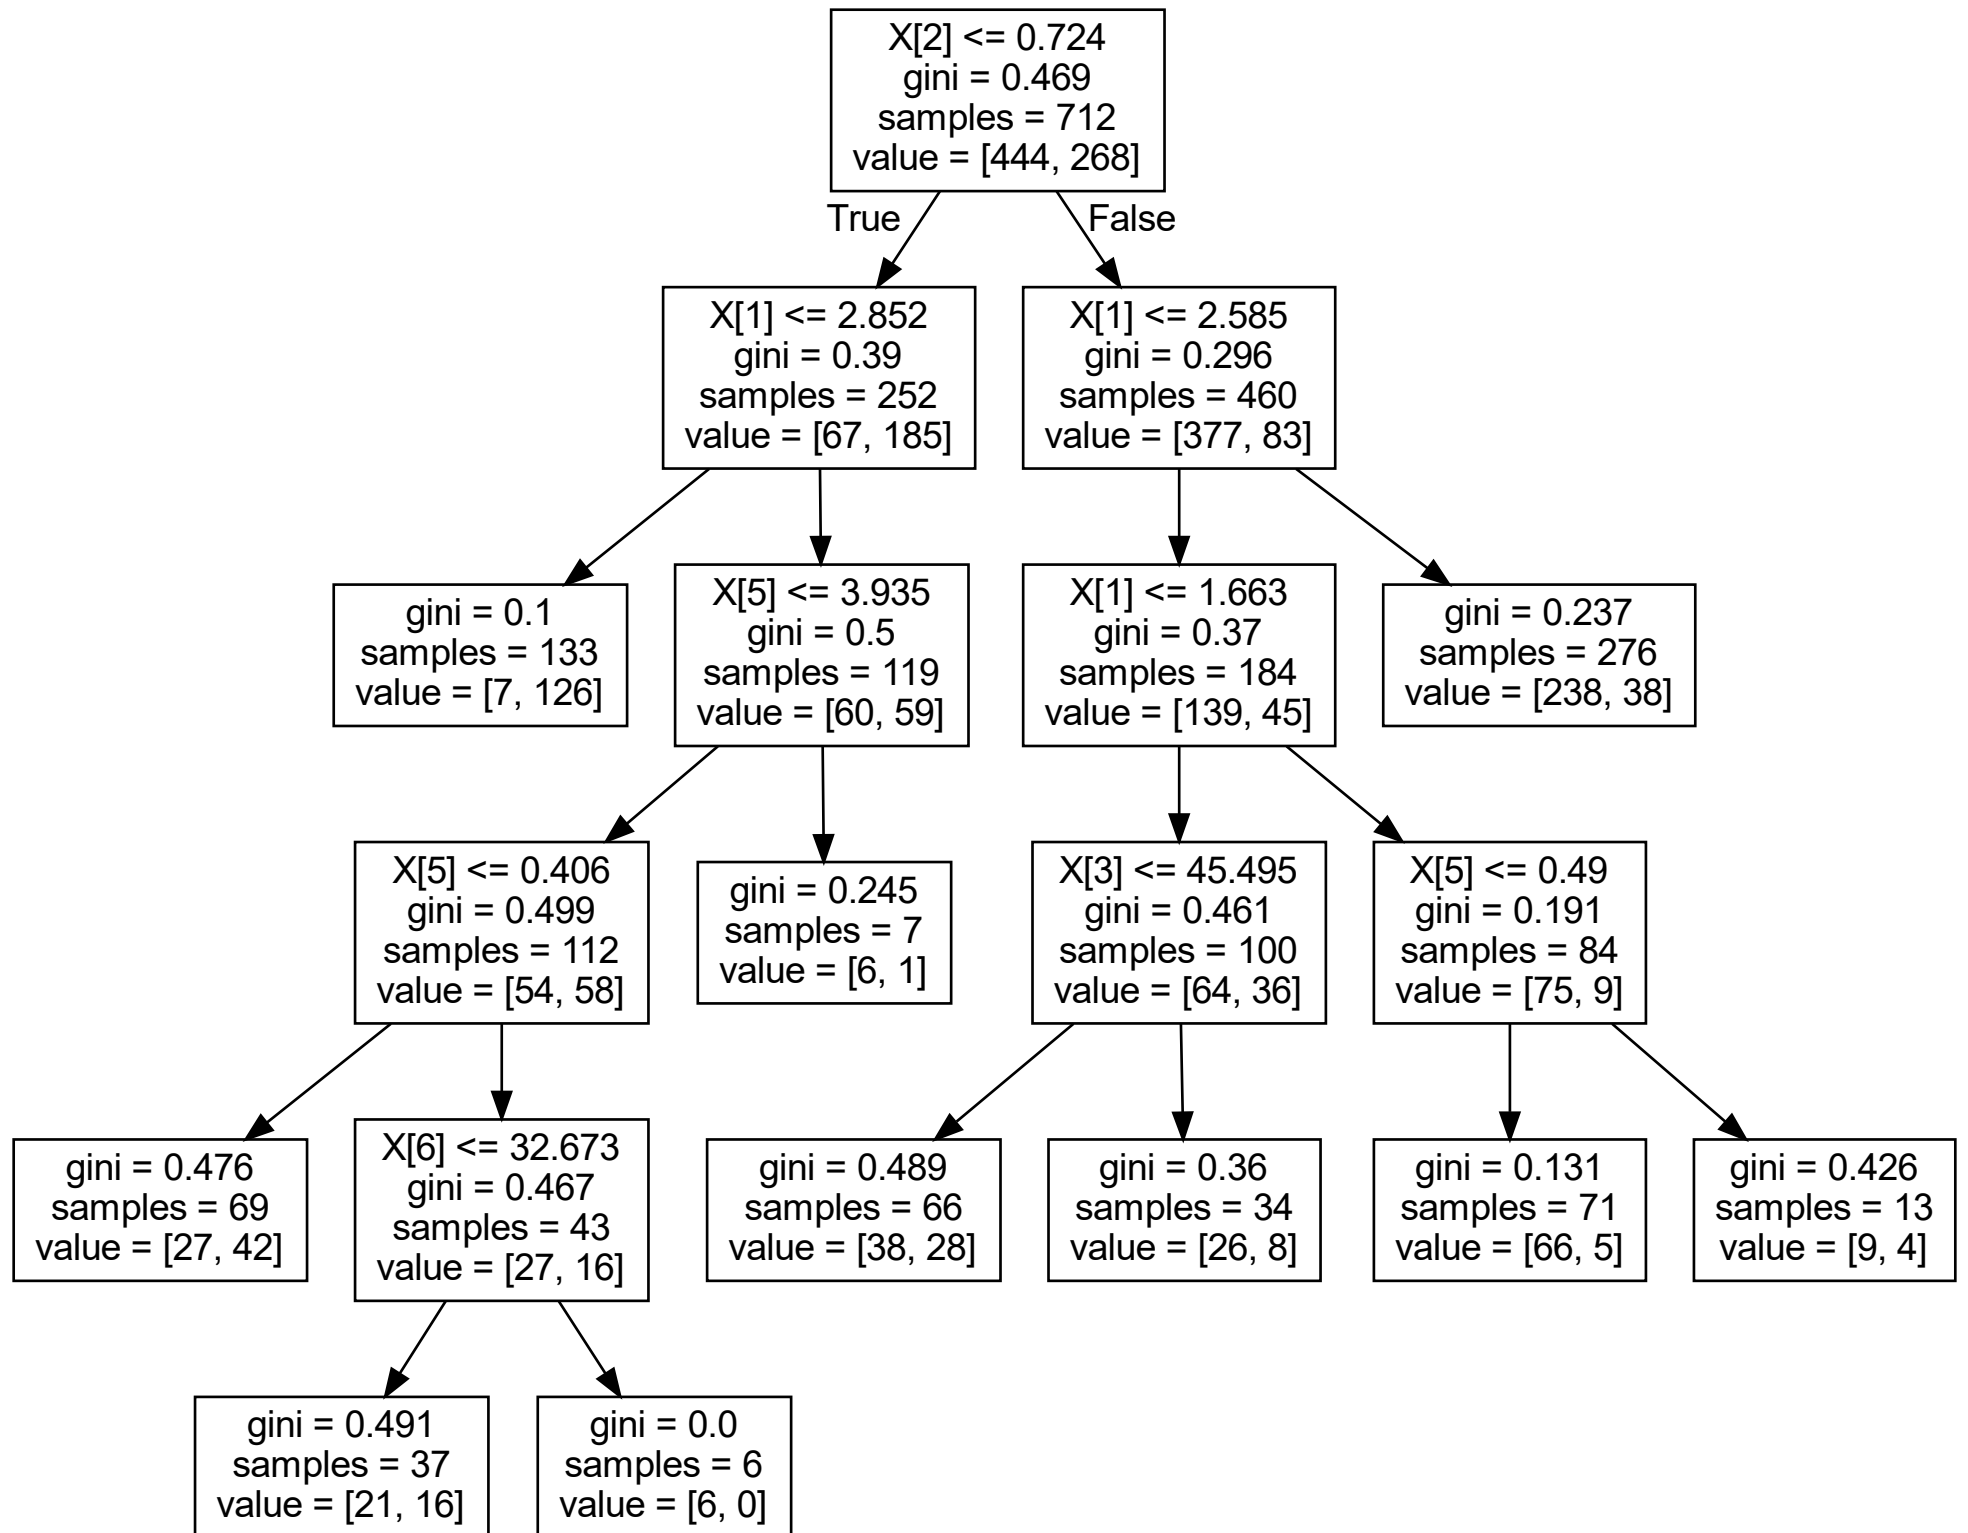 X[2] <= 0.724
gini = 0.469
samples = 712
value = [444, 268]
True
False
X[1] <= 2.852
gini = 0.39
samples = 252
value = [67, 185]
X[1] <= 2.585
gini = 0.296
samples = 460
value = [377, 83]
gini = 0.1
samples = 133
value = [7, 126]
X[5] <= 3.935
gini = 0.5
samples = 119
value = [60, 59]
X[1] <= 1.663
gini = 0.37
samples = 184
value = [139, 45]
gini = 0.237
samples = 276
value = [238, 38]
X[5] <= 0.406
gini = 0.499
samples = 112
value = [54, 58]
gini = 0.245
samples = 7
value = [6, 1]
X[3] <= 45.495
gini = 0.461
samples = 100
value = [64, 36]
X[5] <= 0.49
gini = 0.191
samples = 84
value = [75, 9]
gini = 0.476
samples = 69
value = [27, 42]
X[6] <= 32.673
gini = 0.467
samples = 43
value = [27, 16]
gini = 0.489
samples = 66
value = [38, 28]
gini = 0.36
samples = 34
value = [26, 8]
gini = 0.131
samples = 71
value = [66, 5]
gini = 0.426
samples = 13
value = [9, 4]
gini = 0.491
samples = 37
value = [21, 16]
gini = 0.0
samples = 6
value = [6, 0]